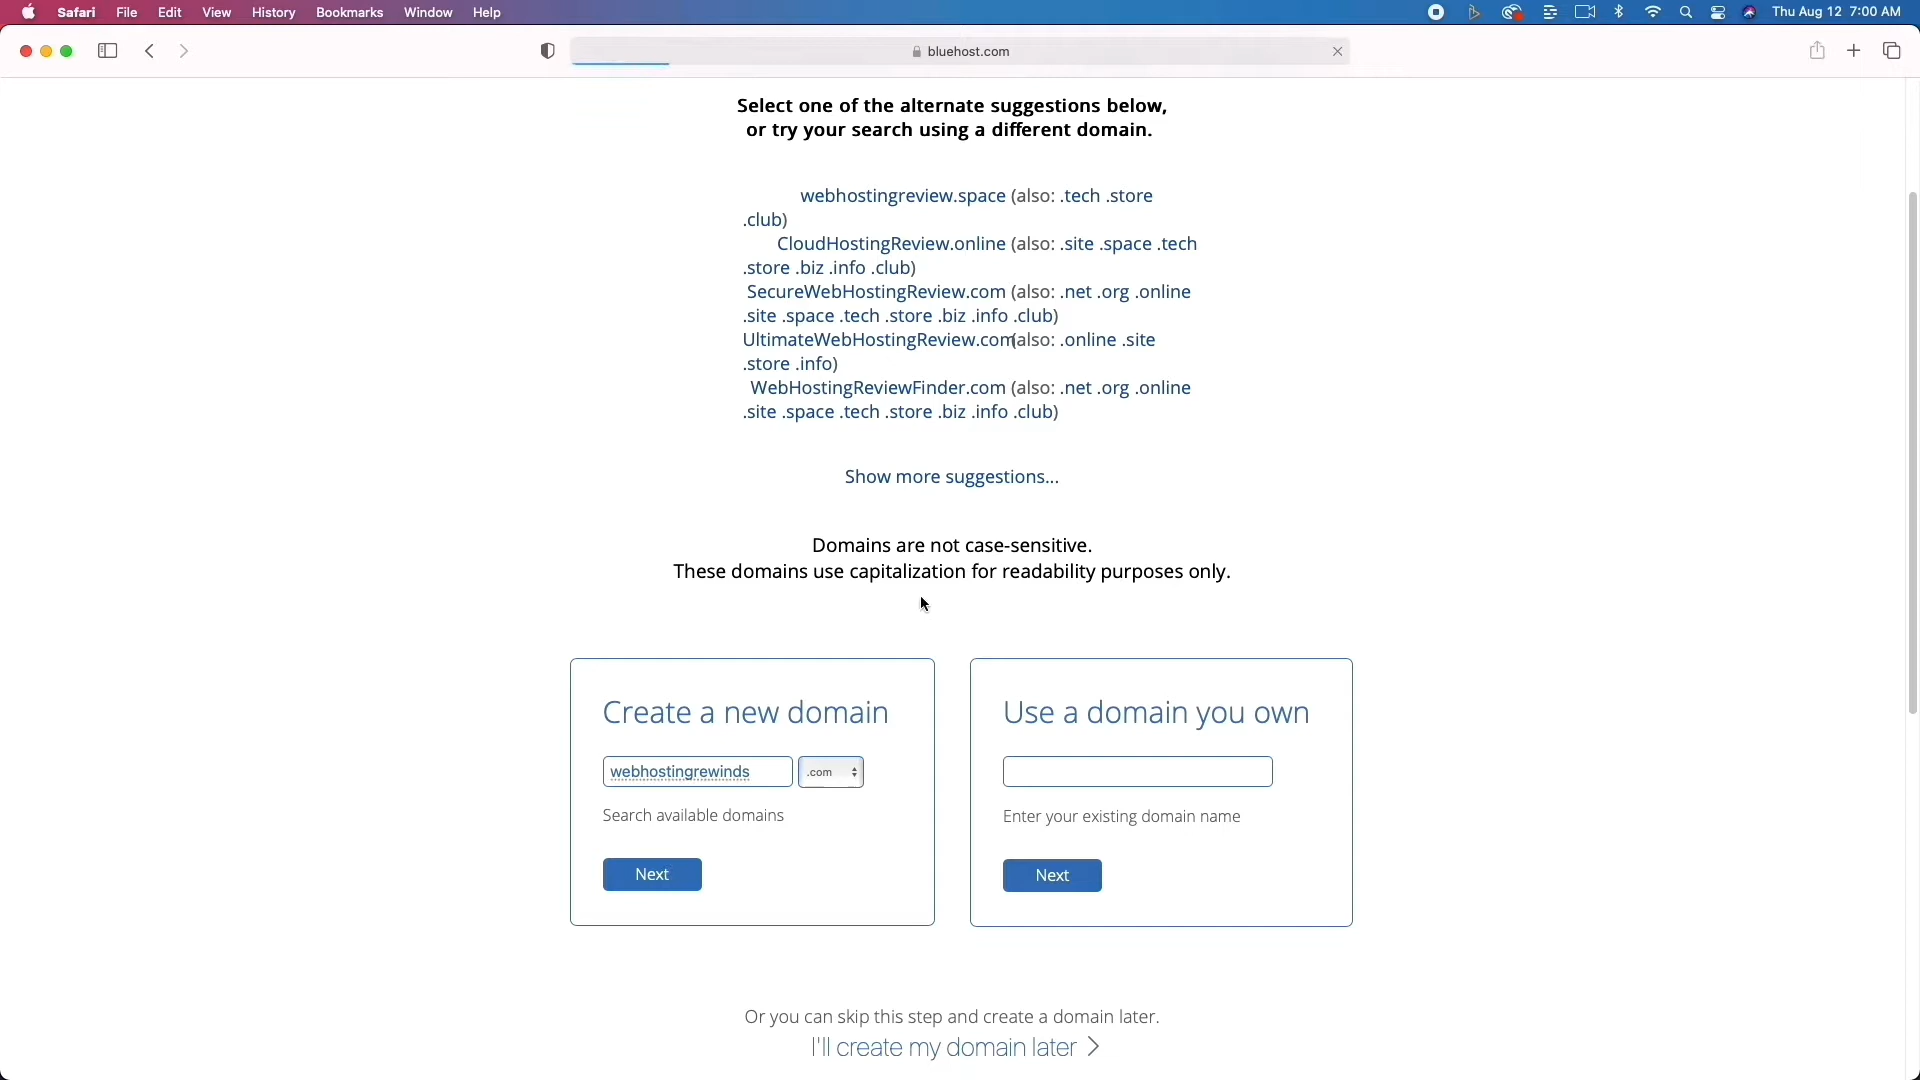 Safari File Edit View History Bookmarks Window Help Thu Aug 12 7:00 AM
bluehost.com
Select one of the alternate suggestions below,
or try your search using a different domain.
webhostingreview.space (also: .tech .store
.club)
CloudHostingReview.online (also: .site .space .tech
.store .biz .info .club)
SecureWebHostingReview.com (also: .net .org .online
.site .space .tech .store .biz .info .club)
UltimateWebHostingReview.com(also: .online .site
.store .info)
WebHostingReviewFinder.com (also: .net .org .online
.site .space .tech .store .biz .info .club)
Show more suggestions...
Domains are not case-sensitive.
These domains use capitalization for readability purposes only.
Create a new domain
webhostingrewinds .com
Search available domains
Next
Use a domain you own
Enter your existing domain name
Next
Or you can skip this step and create a domain later.
I'll create my domain later >